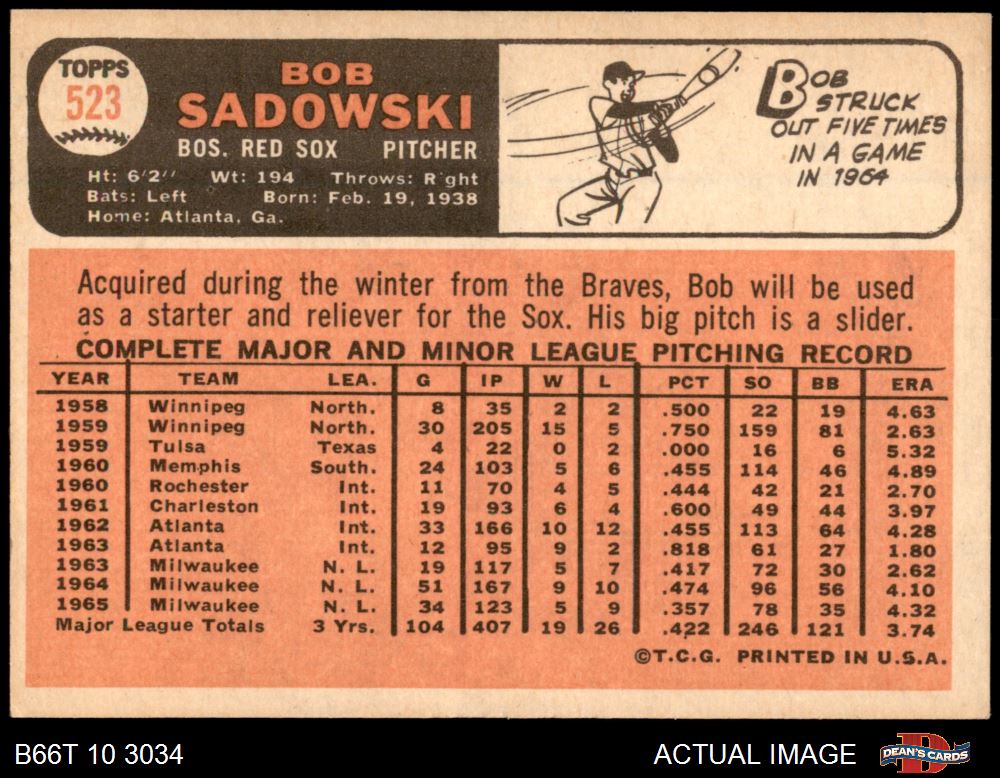 TOPPS
523
BOB
SADOWSKI
BOS. RED SOX PITCHER
Ht: 6'2'' Wt: 194 Throws: R ght
Bats: Left Born: Feb. 19, 1938
Home: Atlanta, Ga.
BOB
STRUCK
OUT FIVE TIMES
IN A GAME
IN 1964
Acquired during the winter from the Braves, Bob will be used
as a starter and reliever for the Sox. His big pitch is a slider.
COMPLETE MAJOR AND MINOR LEAGUE PITCHING RECORD
YEAR TEAM LEA. G IP W L PCT SO BB ERA
1958 Winnipeg North. 8 35 2 2 .500 22 19 4.63
1959 Winnipeg North. 30 205 15 5 .750 159 81 2.63
1959 Tulsa Texas 4 22 0 2 .000 16 6 5.32
1960 Memphis South. 24 103 5 6 .455 114 46 4.89
1960 Rochester Int. 11 70 4 5 .444 42 21 2.70
1961 Charleston Int. 19 93 6 4 .600 49 44 3.97
1962 Atlanta Int. 33 166 10 12 .455 113 64 4.28
1963 Atlanta Int. 12 95 9 2 .818 61 27 1.80
1963 Milwaukee N. L. 19 117 5 7 .417 72 30 2.62
1964 Milwaukee N. L. 51 167 9 10 .474 96 56 4.10
1965 Milwaukee N. L. 34 123 5 9 .357 78 35 4.32
Major League Totals 3 Yrs. 104 407 19 26 .422 246 121 3.74
©T.C.G. PRINTED IN U.S.A.
B66T 10 3034 ACTUAL IMAGE DEAN'S CARDS